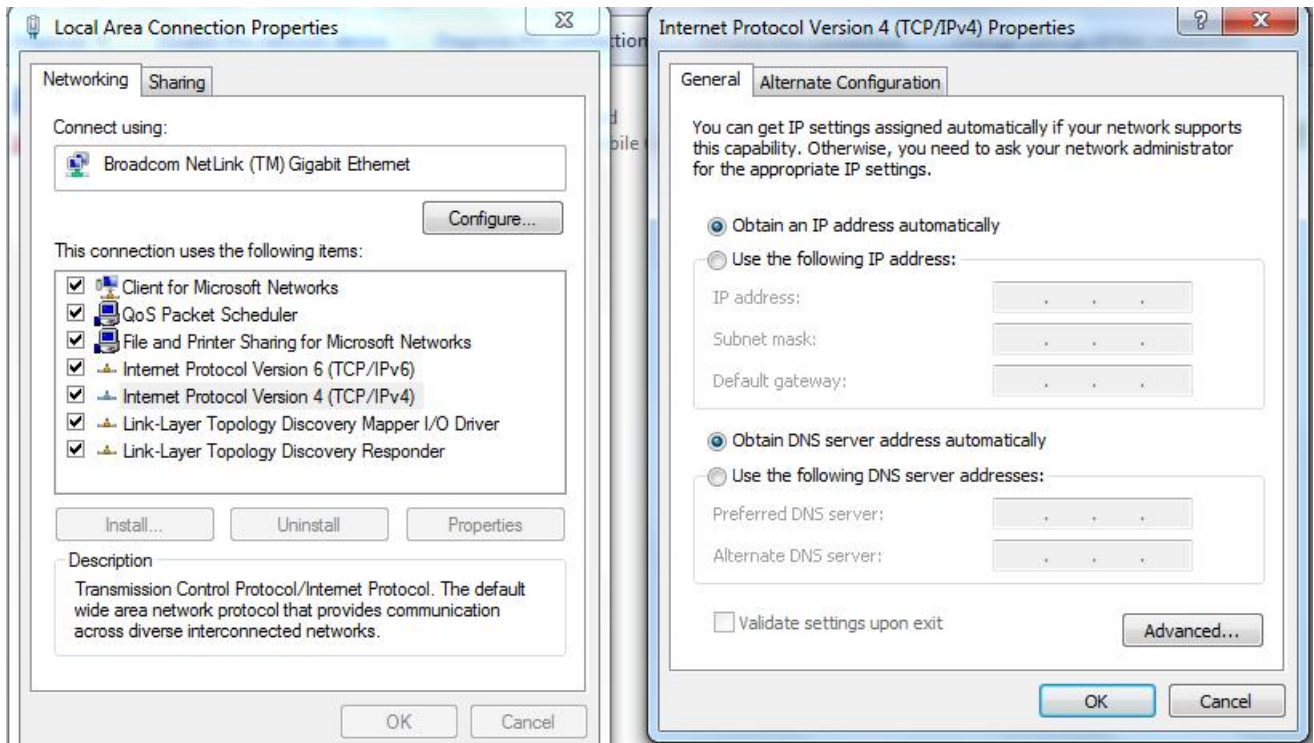 Local Area Connection Properties
Networking
Sharing
Connect using:
Broadcom NetLink (TM) Gigabit Ethernet
Configure...
This connection uses the following items:
Client for Microsoft Networks
QoS Packet Scheduler
File and Printer Sharing for Microsoft Networks
Internet Protocol Version 6 (TCP/IPv6)
Internet Protocol Version 4 (TCP/IPv4)
Link-Layer Topology Discovery Mapper I/O Driver
Link-Layer Topology Discovery Responder
Install...
Uninstall
Properties
Description
Transmission Control Protocol/Internet Protocol. The default
wide area network protocol that provides communication
across diverse interconnected networks.
OK
Cancel
Internet Protocol Version 4 (TCP/IPv4) Properties
General
Alternate Configuration
You can get IP settings assigned automatically if your network supports
this capability. Otherwise, you need to ask your network administrator
for the appropriate IP settings.
Obtain an IP address automatically
Use the following IP address:
IP address:
Subnet mask:
Default gateway:
Obtain DNS server address automatically
Use the following DNS server addresses:
Preferred DNS server:
Alternate DNS server:
Validate settings upon exit
Advanced...
OK
Cancel